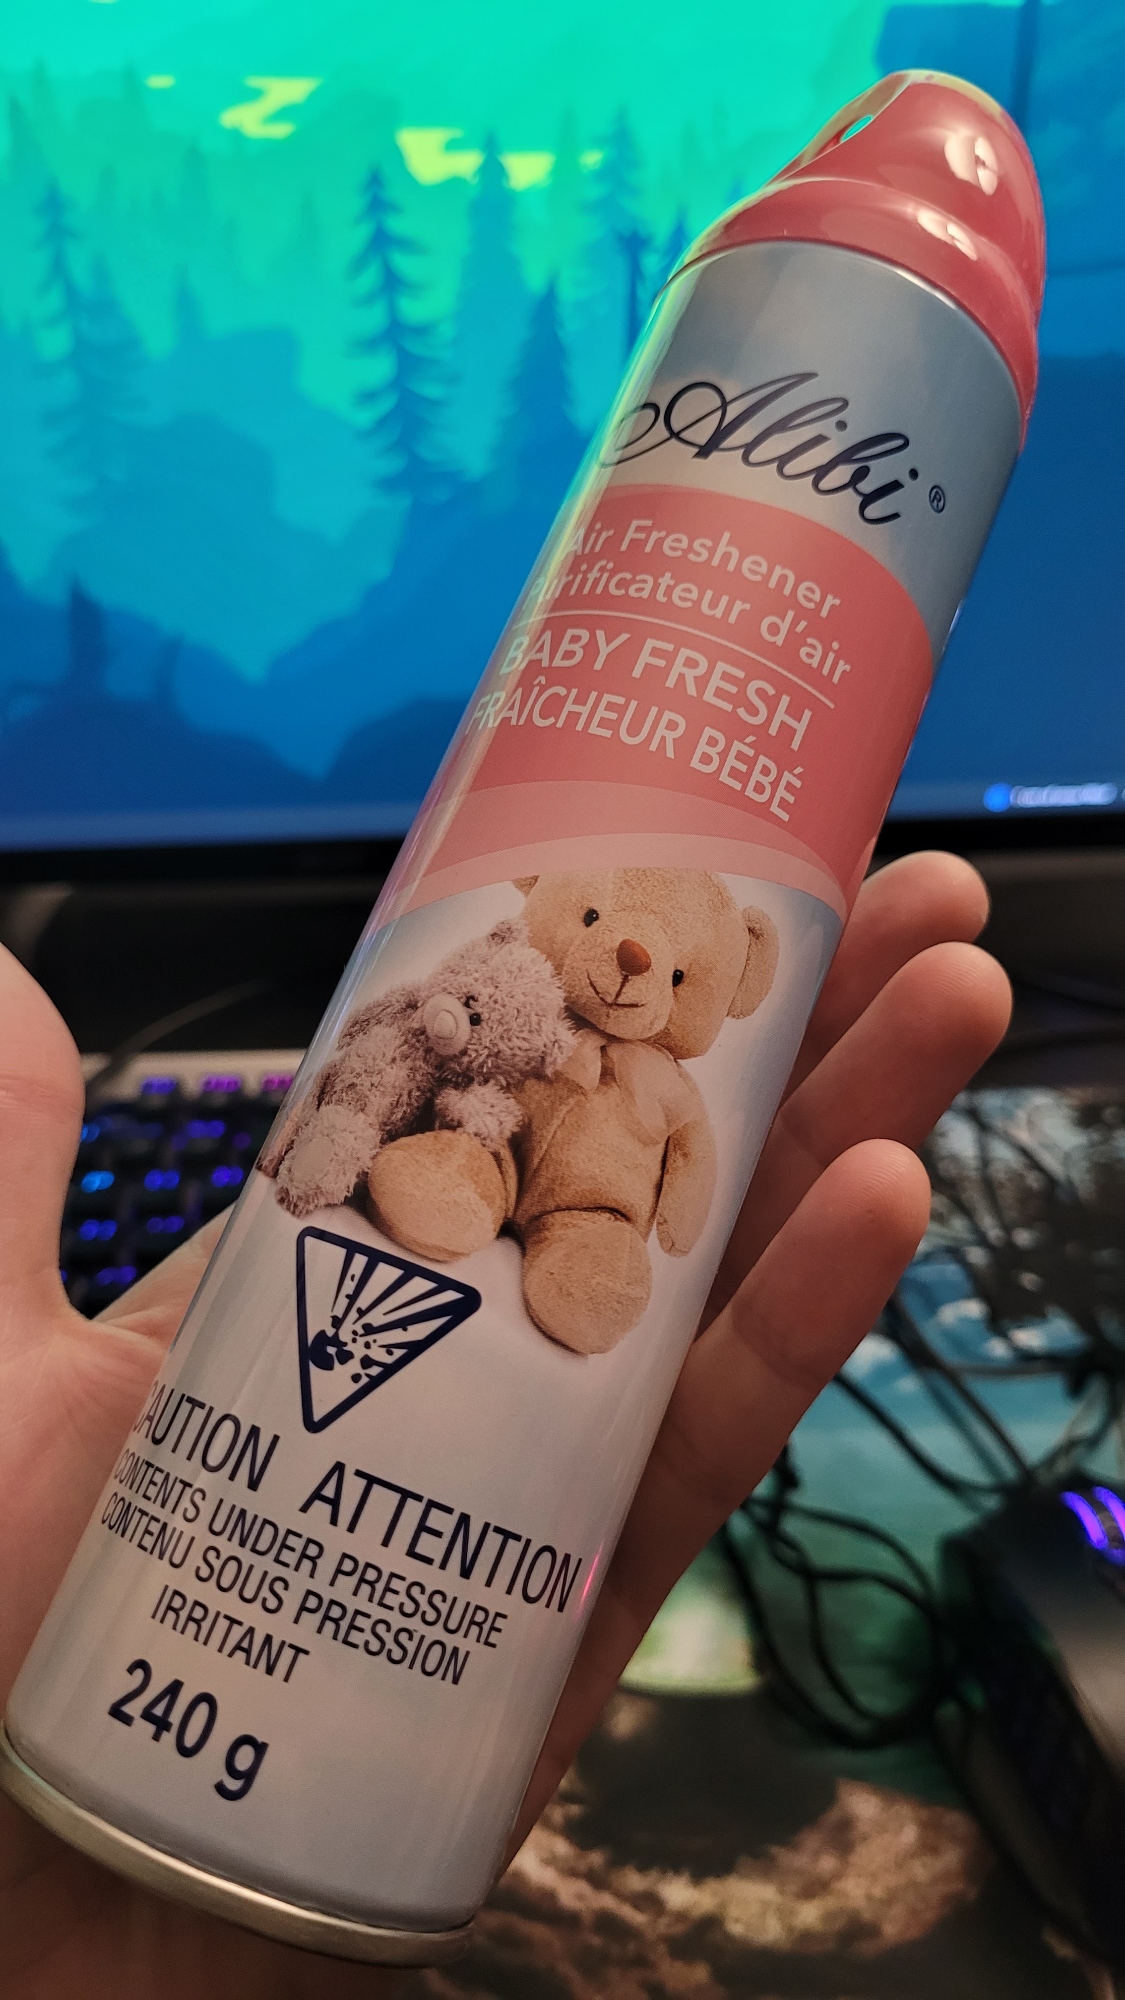 Alibi®
Air Freshener
Purificateur d'air
BABY FRESH
FRAÎCHEUR BÉBÉ
CAUTION ATTENTION
CONTENTS UNDER PRESSURE
CONTENU SOUS PRESSION
IRRITANT
240 g